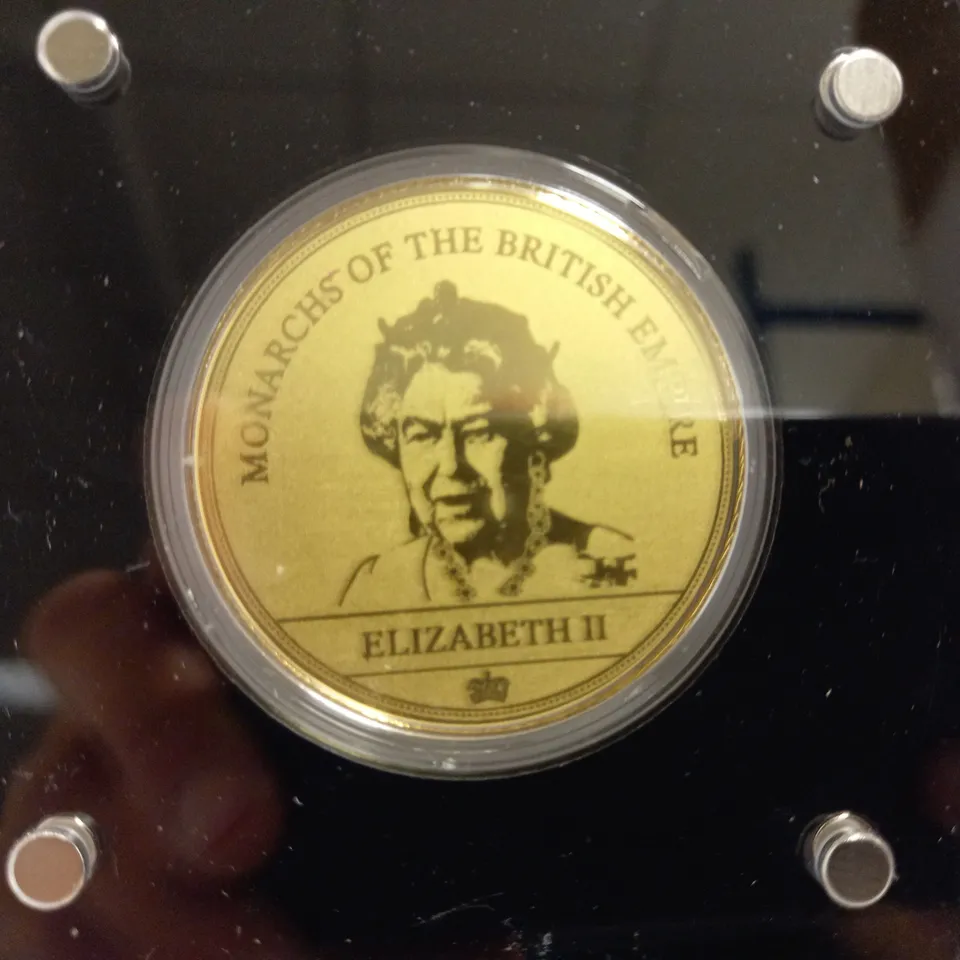 MONARCHS OF THE BRITISH EMPIRE
ELIZABETH II